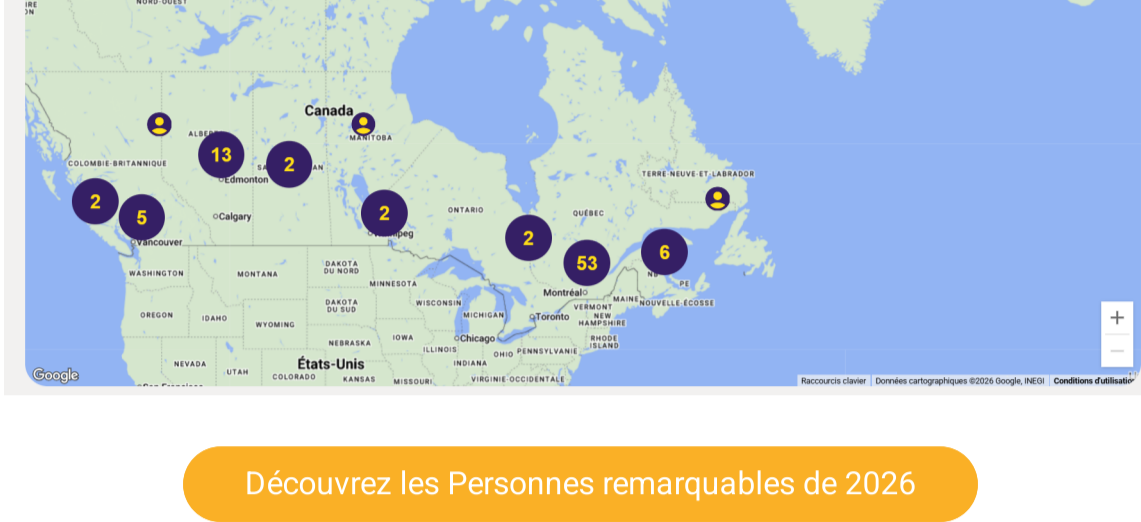 NORD-OUEST
Canada
MANITOBA
13
2
COLOMBIE-BRITANNIQUE
Edmonton
TERRE-NEUVE-ET-LABRADOR
2
5
2
Calgary
ONTARIO
QUÉBEC
Vancouver
2
53
6
WASHINGTON
MONTANA
DAKOTA
DU NORD
MINNESOTA
NB
PE
Montréal
MAINE
NOUVELLE-ÉCOSSE
OREGON
IDAHO
WYOMING
DAKOTA
DU SUD
WISCONSIN
MICHIGAN
Toronto
VERMONT
NEW
HAMPSHIRE
NEBRASKA
IOWA
Chicago
RHODE
ISLAND
ILLINOIS
OHIO
PENNSYLVANIE
NEVADA
UTAH
États-Unis
INDIANA
COLORADO
KANSAS
MISSOURI
VIRGINIE-OCCIDENTALE
Google
Raccourcis clavier
Données cartographiques ©2026 Google, INEGI
Conditions d'utilisation
Découvrez les Personnes remarquables de 2026